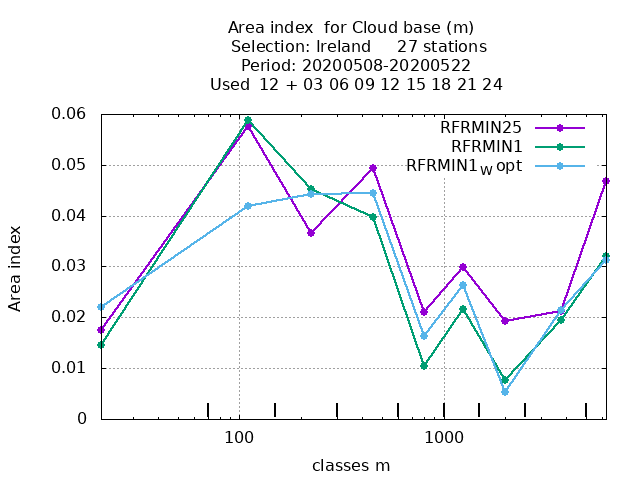 Area index  for Cloud base (m)
Selection: Ireland     27 stations
Period: 20200508-20200522
Used  12 + 03 06 09 12 15 18 21 24
RFRMIN25
RFRMIN1
RFRMIN1W opt
0.06
0.05
0.04
0.03
0.02
0.01
0
Area index
100
1000
classes m